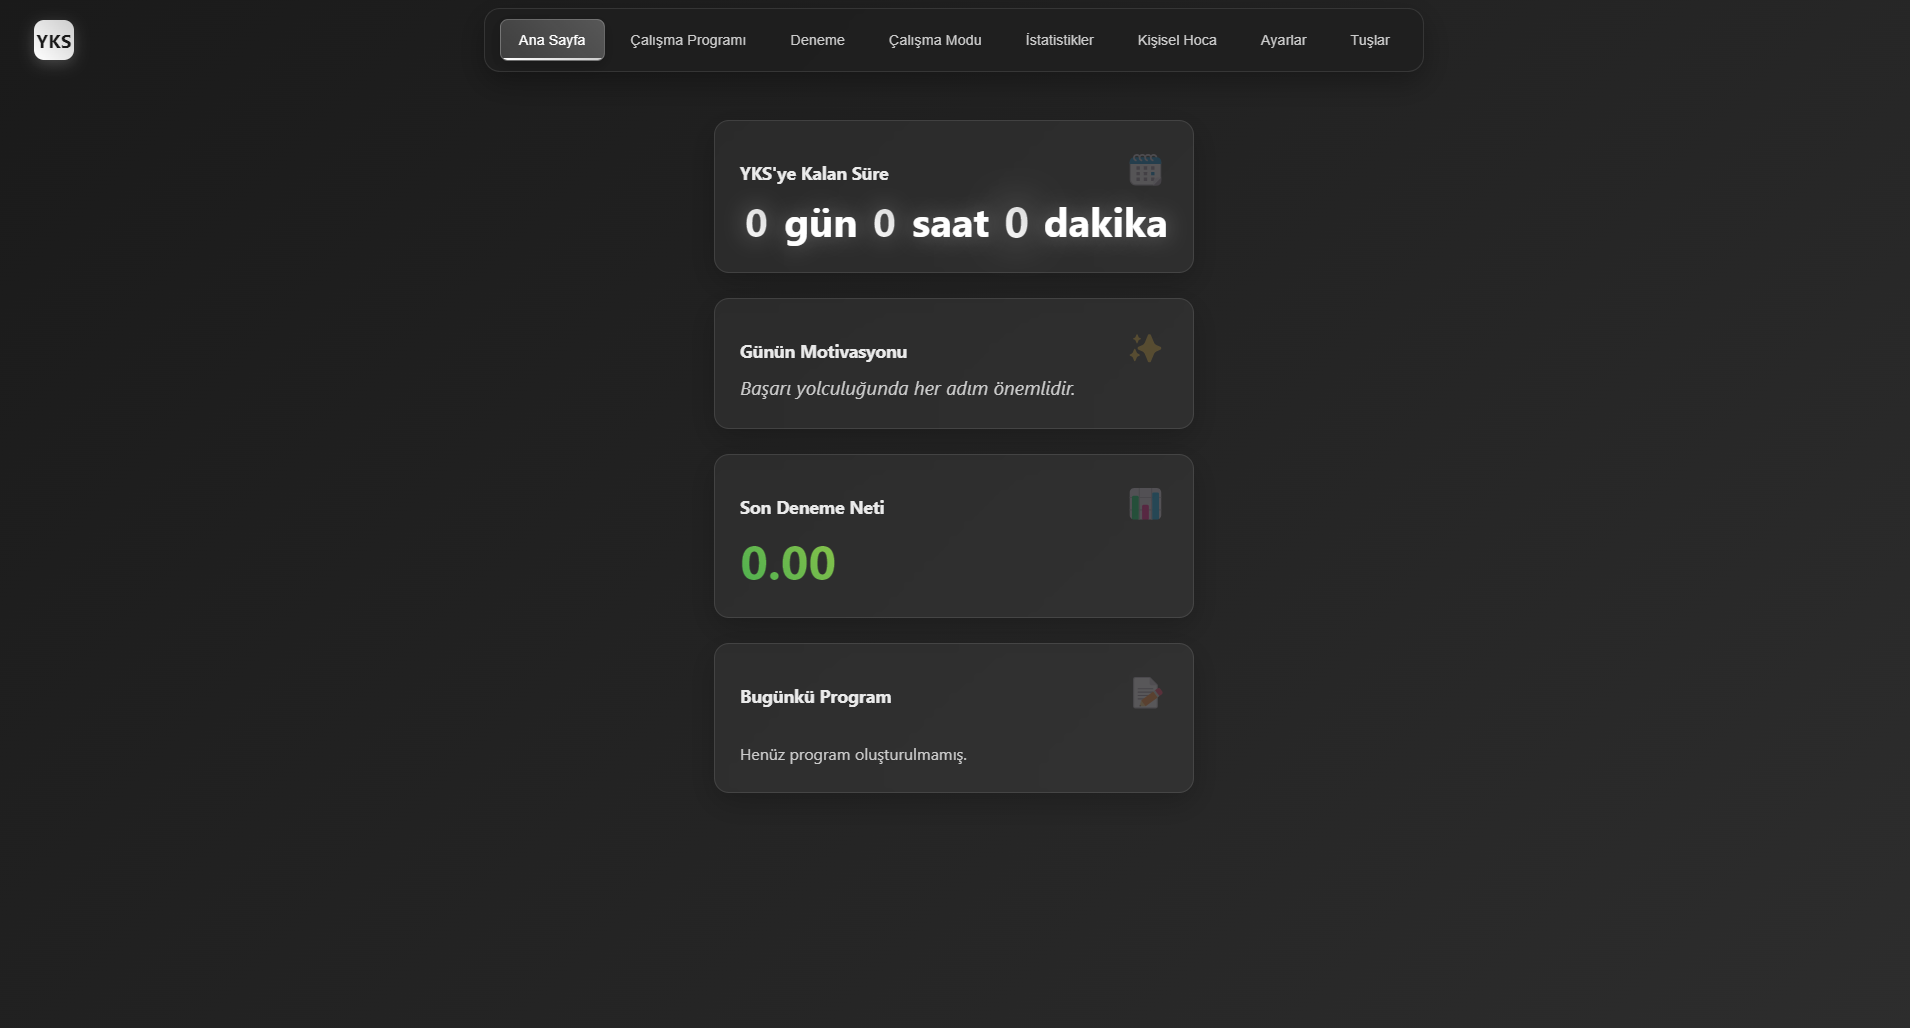 YKS
Ana Sayfa Çalışma Programı Deneme Çalışma Modu İstatistikler Kişisel Hoca Ayarlar Tuşlar
YKS'ye Kalan Süre
0 gün 0 saat 0 dakika
Günün Motivasyonu
Başarı yolculuğunda her adım önemlidir.
Son Deneme Neti
0.00
Bugünkü Program
Henüz program oluşturulmamış.